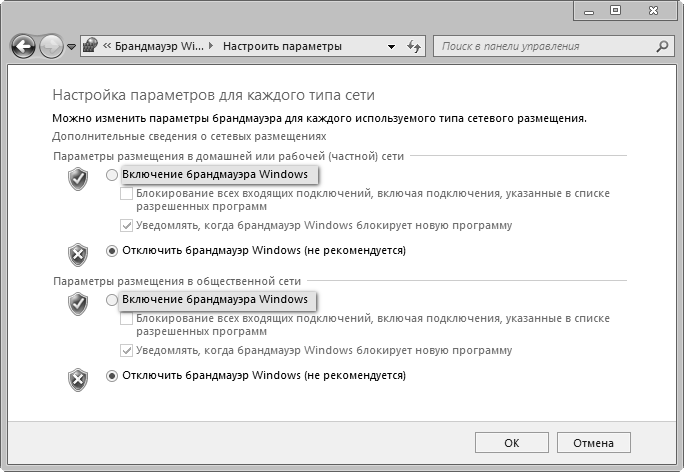 « Брандмауэр Wi... ▸ Настроить параметры
Поиск в панели управления
Настройка параметров для каждого типа сети
Можно изменить параметры брандмауэра для каждого используемого типа сетевого размещения.
Дополнительные сведения о сетевых размещениях
Параметры размещения в домашней или рабочей (частной) сети
Включение брандмауэра Windows
Блокирование всех входящих подключений, включая подключения, указанные в списке
разрешенных программ
Уведомлять, когда брандмауэр Windows блокирует новую программу
Отключить брандмауэр Windows (не рекомендуется)
Параметры размещения в общественной сети
Включение брандмауэра Windows
Блокирование всех входящих подключений, включая подключения, указанные в списке
разрешенных программ
Уведомлять, когда брандмауэр Windows блокирует новую программу
Отключить брандмауэр Windows (не рекомендуется)
ОК
Отмена